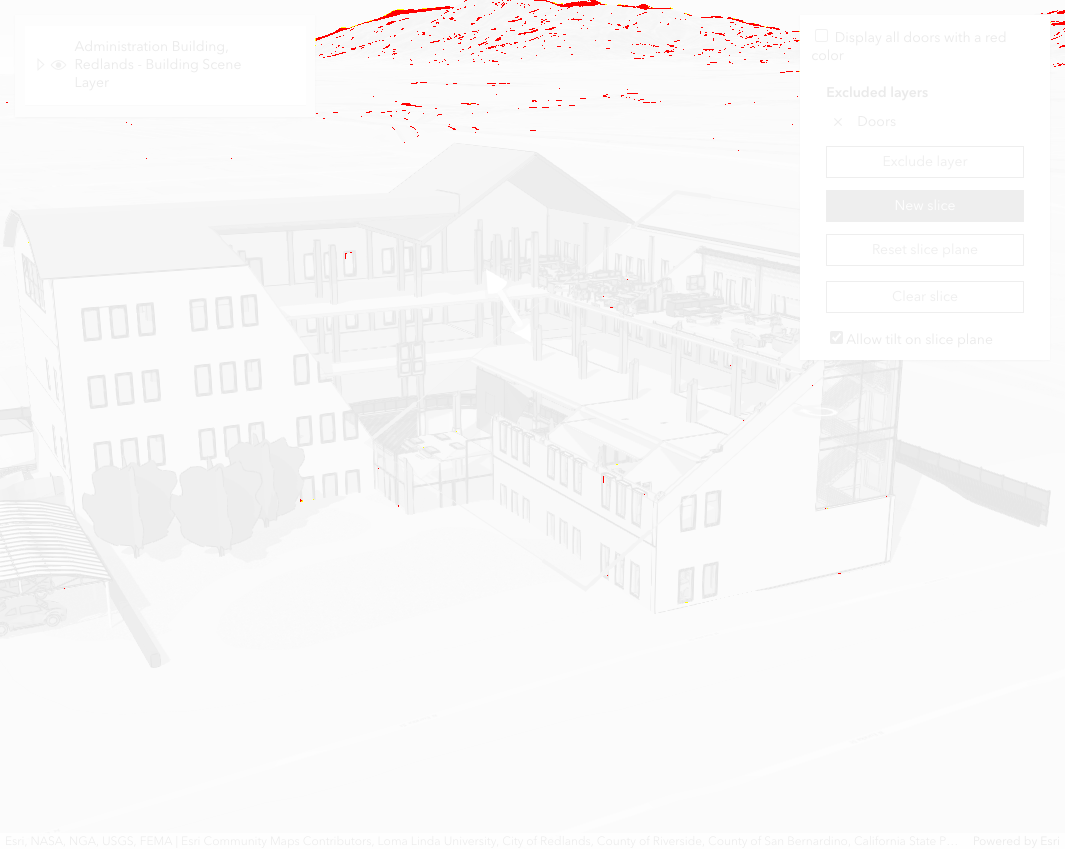 Administration Building,
Redlands - Building Scene
Layer
Display all doors with a red
color
Excluded layers
Doors
Exclude layer
New slice
Reset slice plane
Clear slice
Allow tilt on slice plane
Esri, NASA, NGA, USGS, FEMA | Esri Community Maps Contributors, Loma Linda University, City of Redlands, County of Riverside, County of San Bernardino, California State P... Powered by Esri